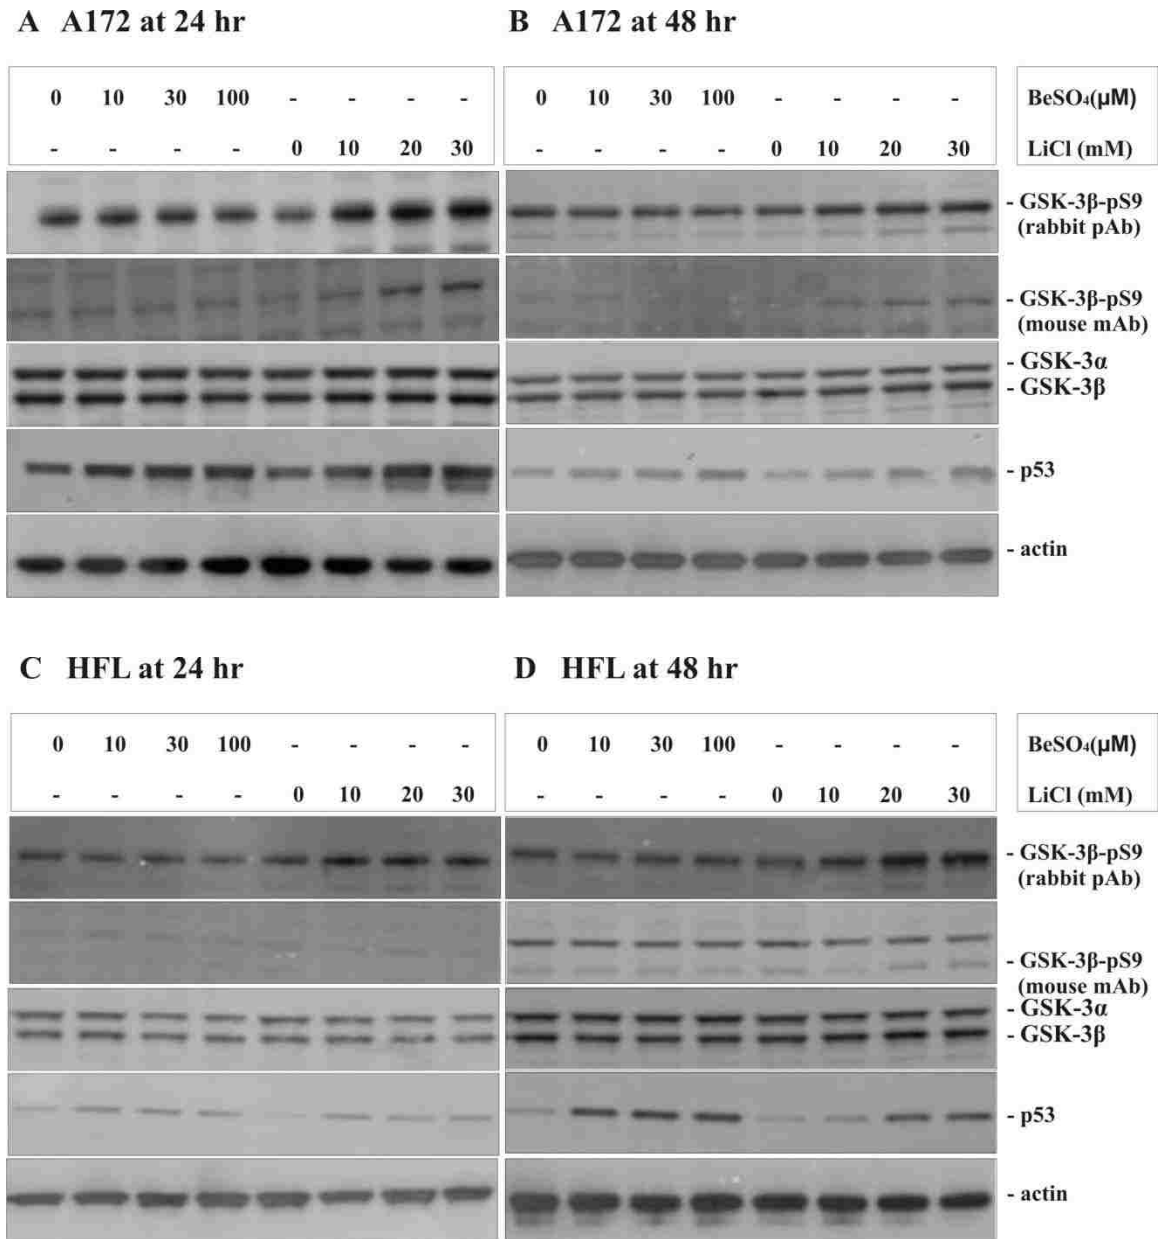 A A172 at 24 hr
B A172 at 48 hr
0 10 30 100 - - - -
0 10 30 100 - - - -
BeSO₄(µM)
- - - - 0 10 20 30
- - - - 0 10 20 30
LiCl (mM)
- GSK-3β-pS9
(rabbit pAb)
- GSK-3β-pS9
(mouse mAb)
- GSK-3α
- GSK-3β
- p53
- actin
C HFL at 24 hr
D HFL at 48 hr
0 10 30 100 - - - -
0 10 30 100 - - - -
BeSO₄(µM)
- - - - 0 10 20 30
- - - - 0 10 20 30
LiCl (mM)
- GSK-3β-pS9
(rabbit pAb)
- GSK-3β-pS9
(mouse mAb)
- GSK-3α
- GSK-3β
- p53
- actin